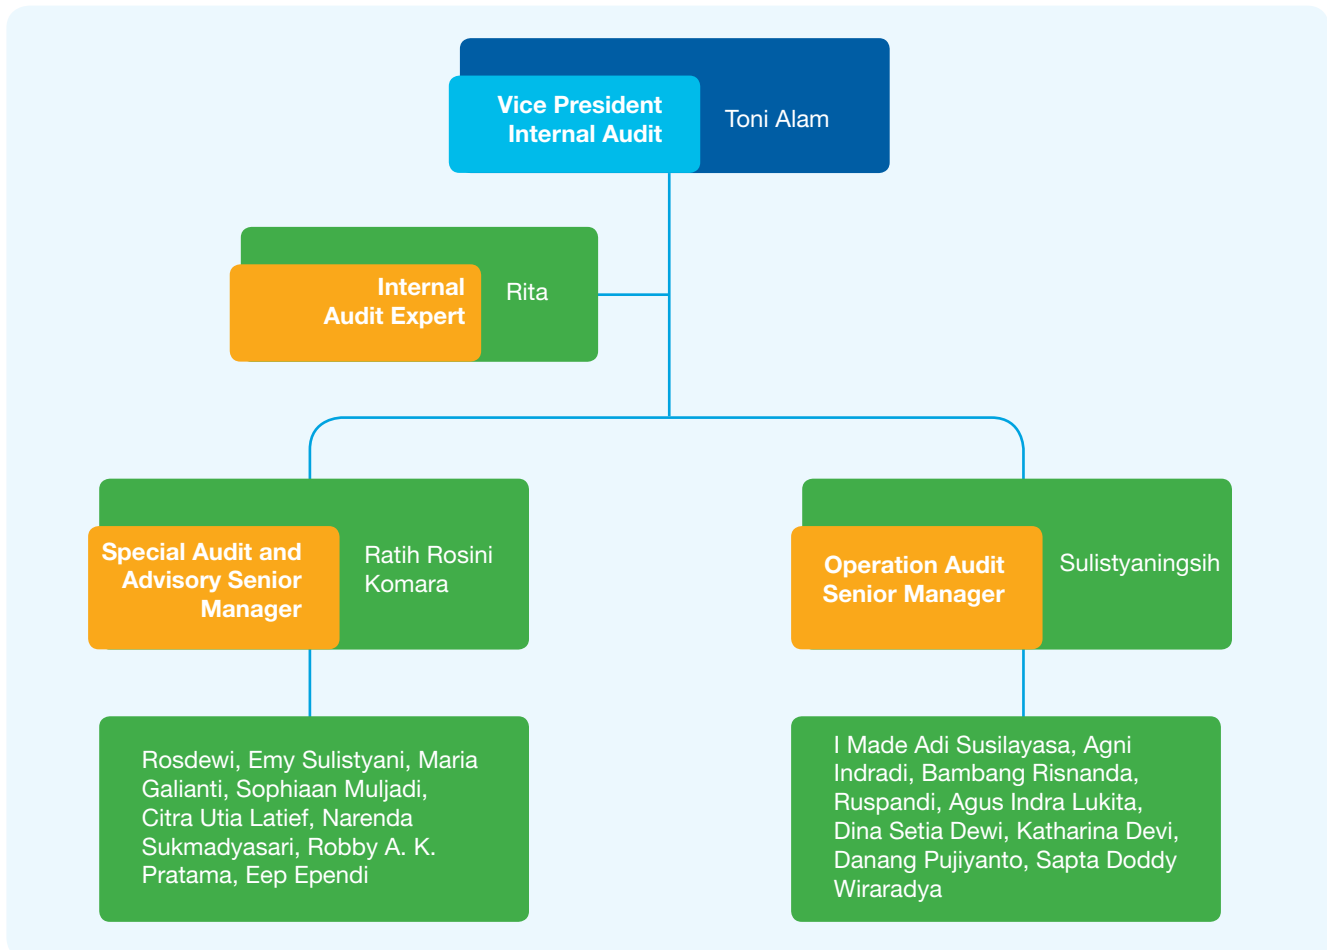 Vice President
Internal Audit
Toni Alam
Internal
Audit Expert
Rita
Special Audit and
Advisory Senior
Manager
Ratih Rosini
Komara
Operation Audit
Senior Manager
Sulistyaningsih
Rosdewi, Emy Sulistyani, Maria
Galianti, Sophiaan Muljadi,
Citra Utia Latief, Narenda
Sukmadyasari, Robby A. K.
Pratama, Eep Ependi
I Made Adi Susilayasa, Agni
Indradi, Bambang Risnanda,
Ruspandi, Agus Indra Lukita,
Dina Setia Dewi, Katharina Devi,
Danang Pujiyanto, Sapta Doddy
Wiraradya